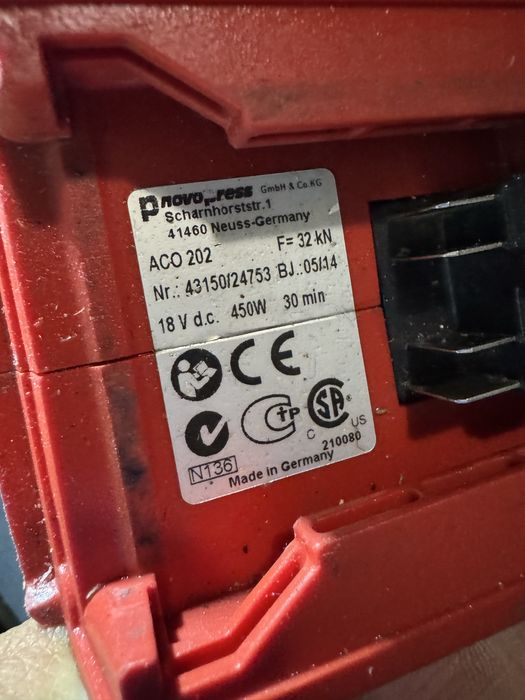 novopress GmbH & Co.KG
Scharnhorststr.1
41460 Neuss-Germany
ACO 202 F= 32 kN
Nr.: 43150/24753 BJ.: 05/14
18 V d.c. 450W 30 min
CE
CSA®
C US
210080
N136
Made in Germany